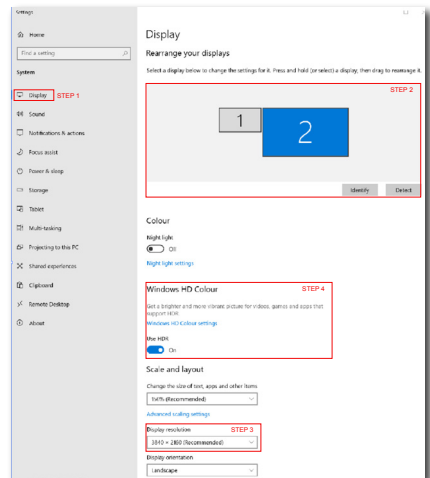 Settings
Home
Find a setting
System
Display STEP 1
Sound
Notifications & actions
Focus assist
Power & sleep
Storage
Tablet
Multi-tasking
Projecting to this PC
Shared experiences
Clipboard
Remote Desktop
About
Display
Rearrange your displays
Select a display below to change the settings for it. Press and hold (or select) a display, then drag to rearrange it.
STEP 2
1
2
Identify Detect
Colour
Night light
Off
Night light settings
Windows HD Colour STEP 4
Get a brighter and more vibrant picture for videos, games and apps that
support HDR
Windows HD Colour settings
Use HDR
On
Scale and layout
Change the size of text, apps and other items
(Recommended)
Advanced scaling settings
Display resolution STEP 3
3840 × 2160 (Recommended)
Display orientation
Landscape